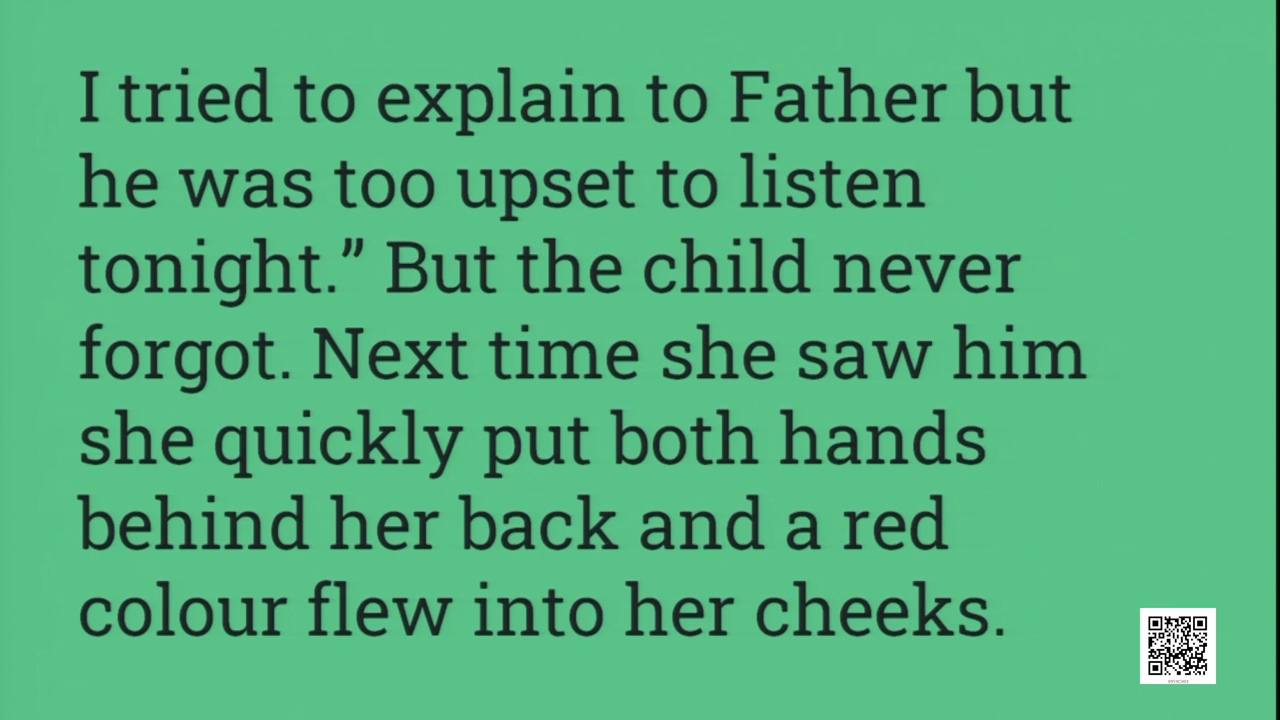 I tried to explain to Father but
he was too upset to listen
tonight.” But the child never
forgot. Next time she saw him
she quickly put both hands
behind her back and a red
colour flew into her cheeks.